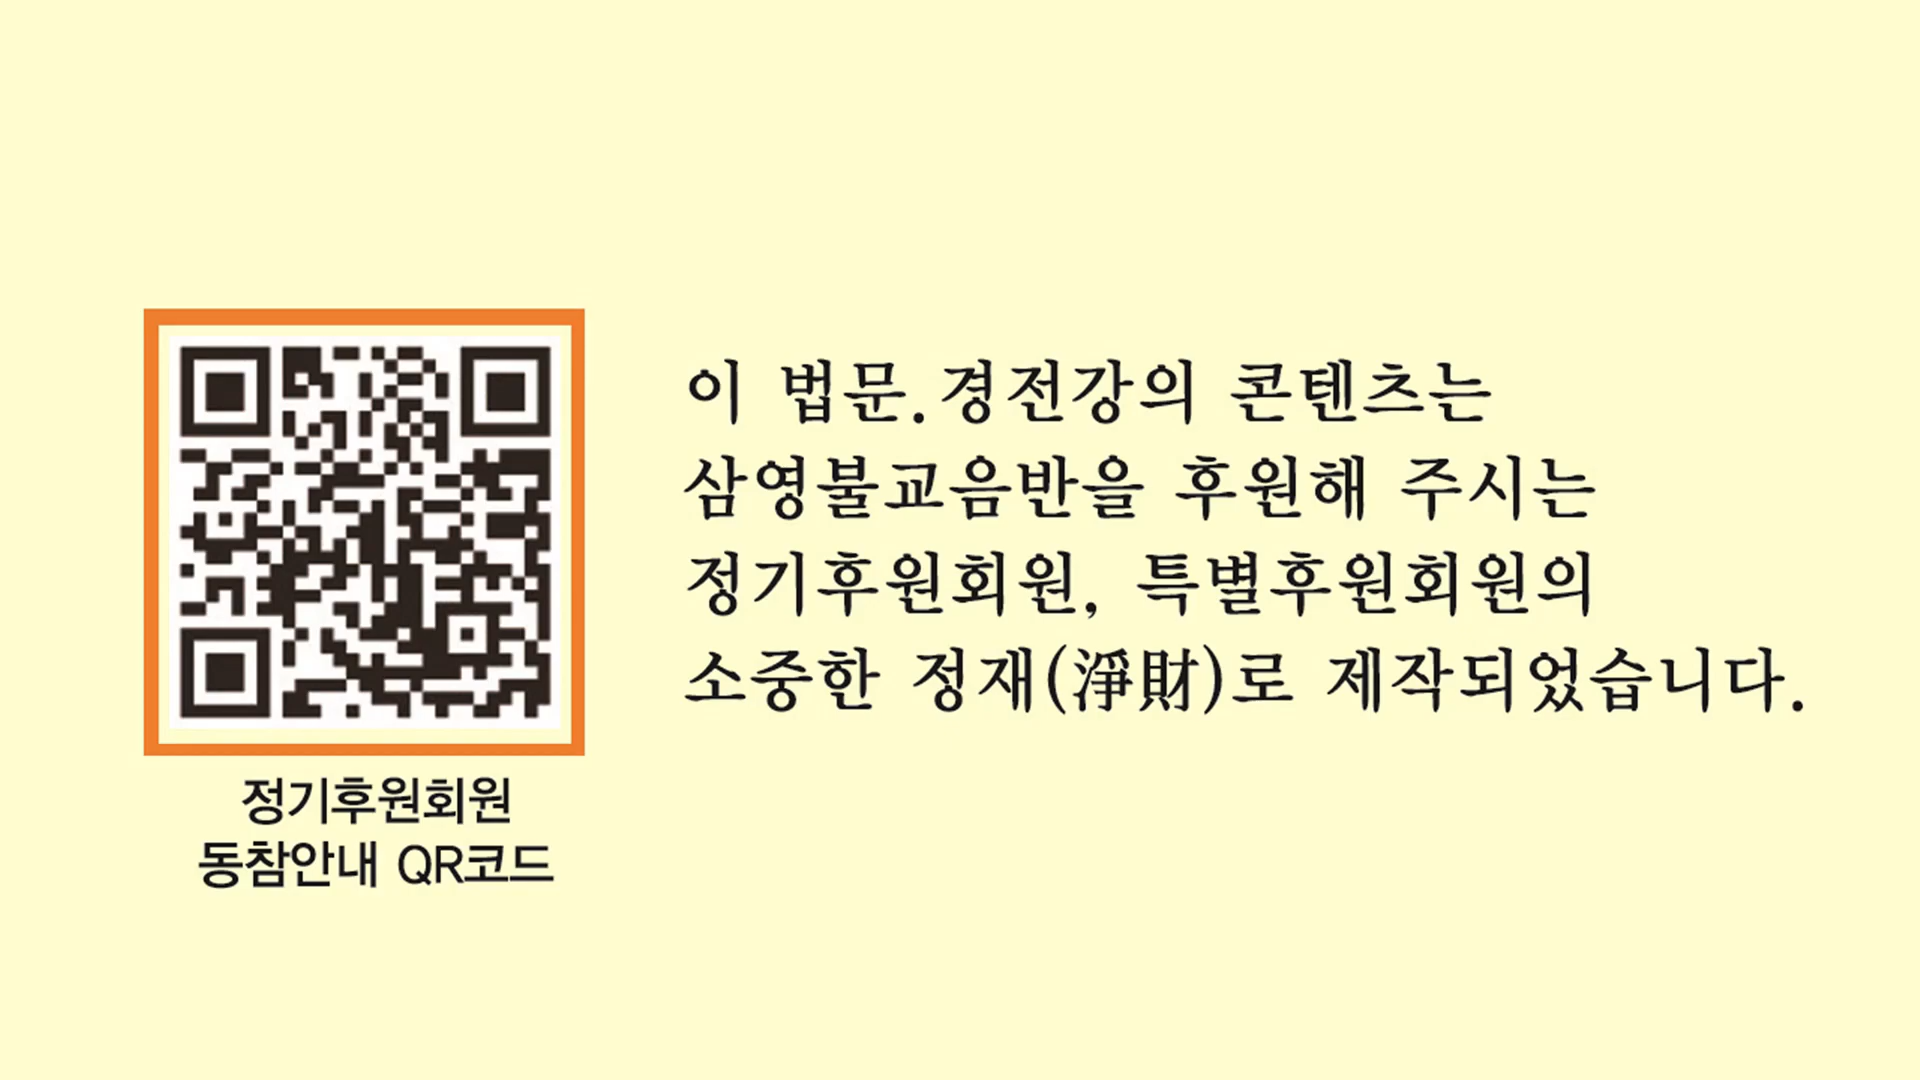 이 법문.경전강의 콘텐츠는
삼영불교음반을 후원해 주시는
정기후원회원, 특별후원회원의
소중한 정재(淨財)로 제작되었습니다.
정기후원회원
동참안내 QR코드